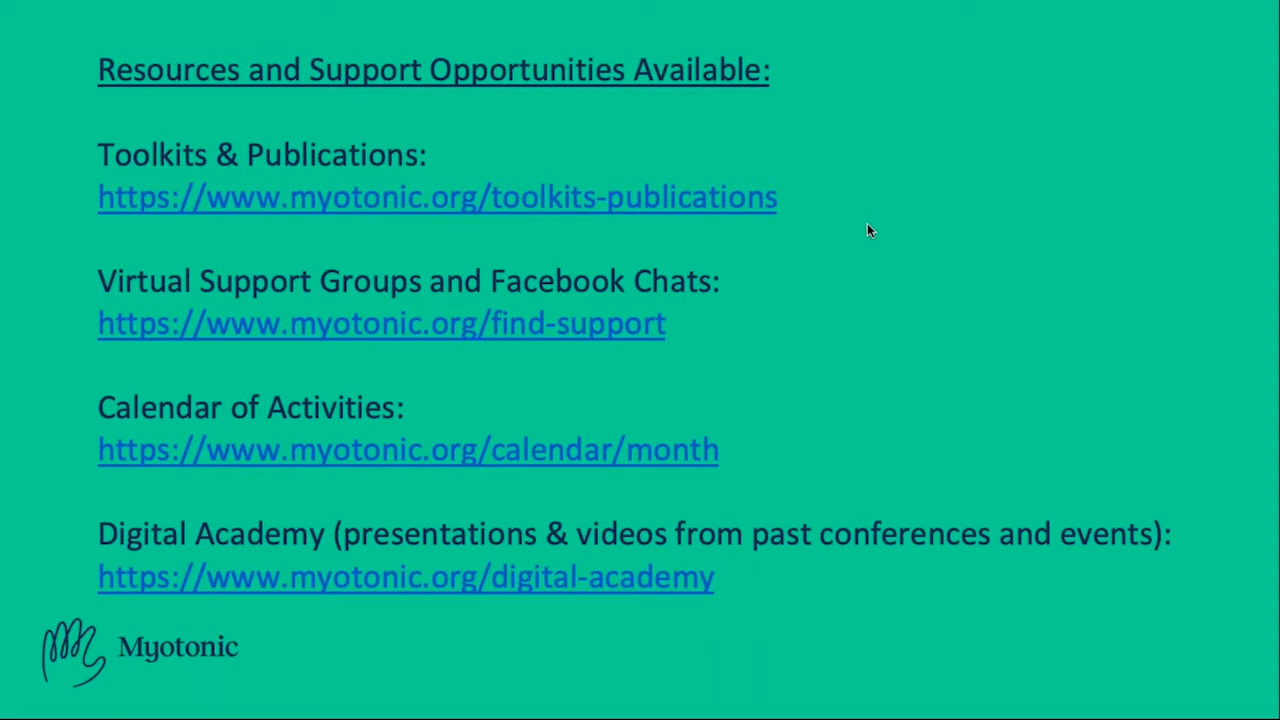 Resources and Support Opportunities Available:
Toolkits & Publications:
https://www.myotonic.org/toolkits-publications
Virtual Support Groups and Facebook Chats:
https://www.myotonic.org/find-support
Calendar of Activities:
https://www.myotonic.org/calendar/month
Digital Academy (presentations & videos from past conferences and events):
https://www.myotonic.org/digital-academy
Myotonic